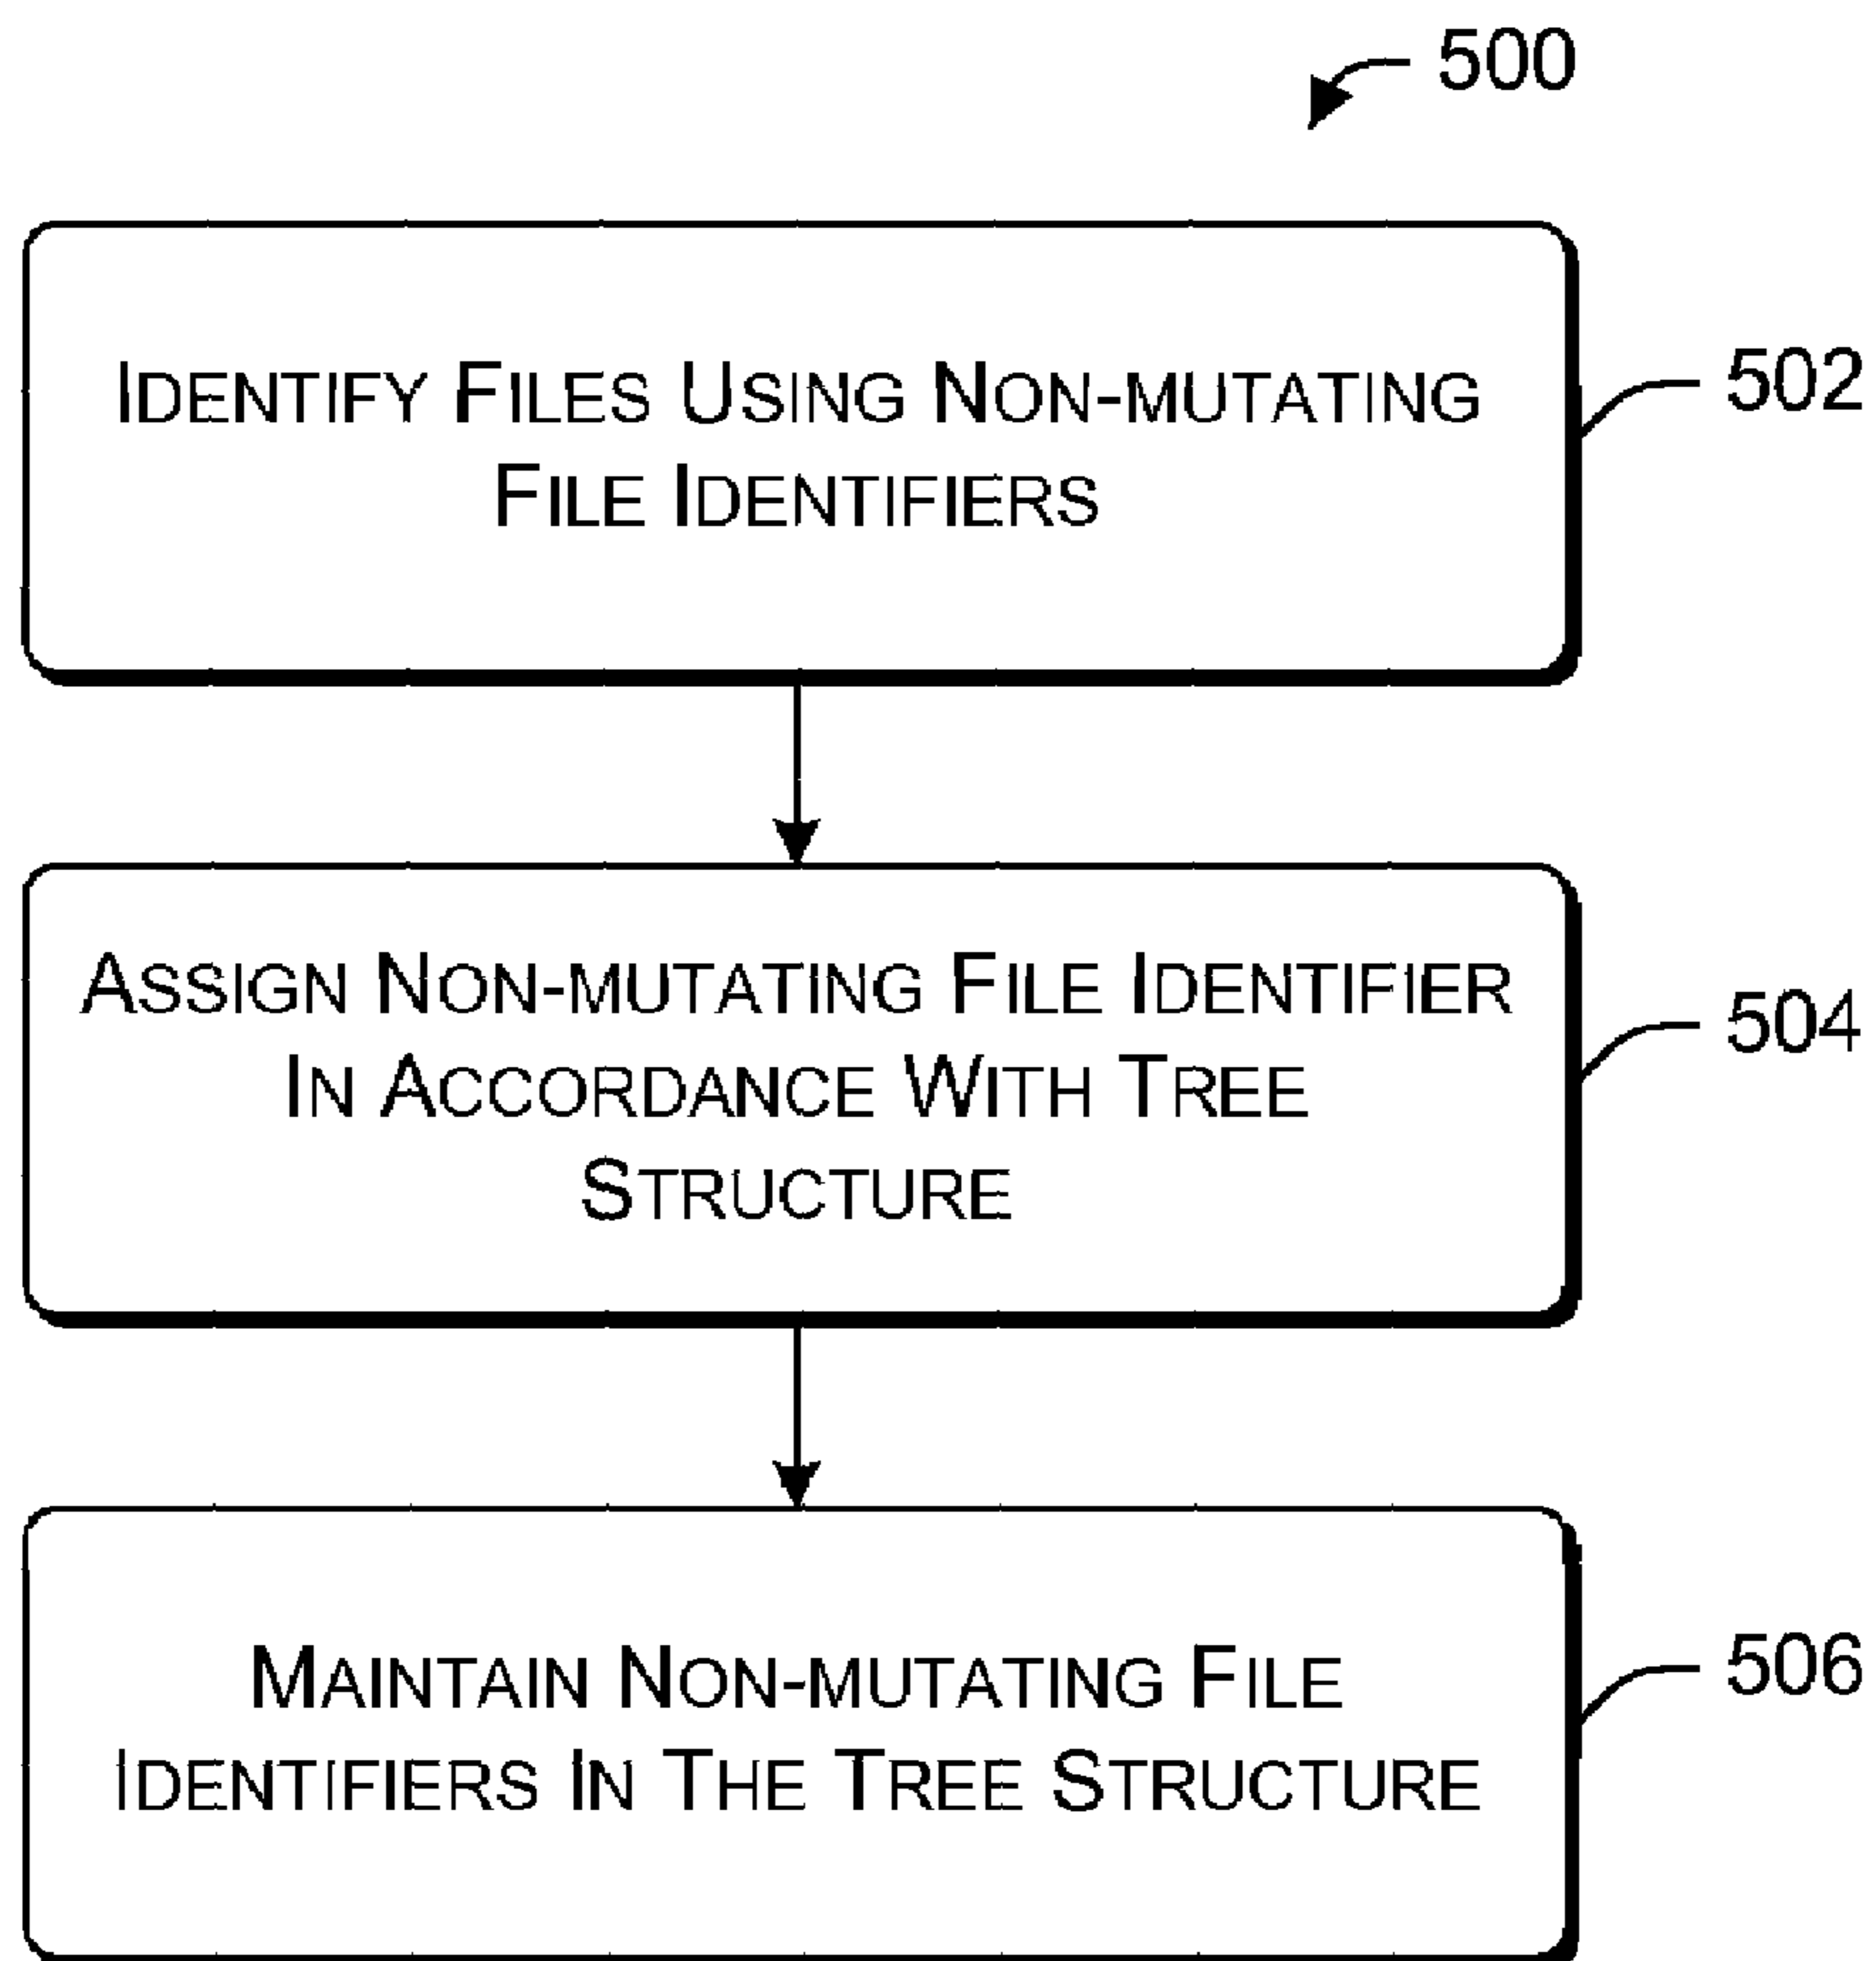 500
IDENTIFY FILES USING NON-MUTATING
FILE IDENTIFIERS
502
ASSIGN NON-MUTATING FILE IDENTIFIER
IN ACCORDANCE WITH TREE
STRUCTURE
504
MAINTAIN NON-MUTATING FILE
IDENTIFIERS IN THE TREE STRUCTURE
506